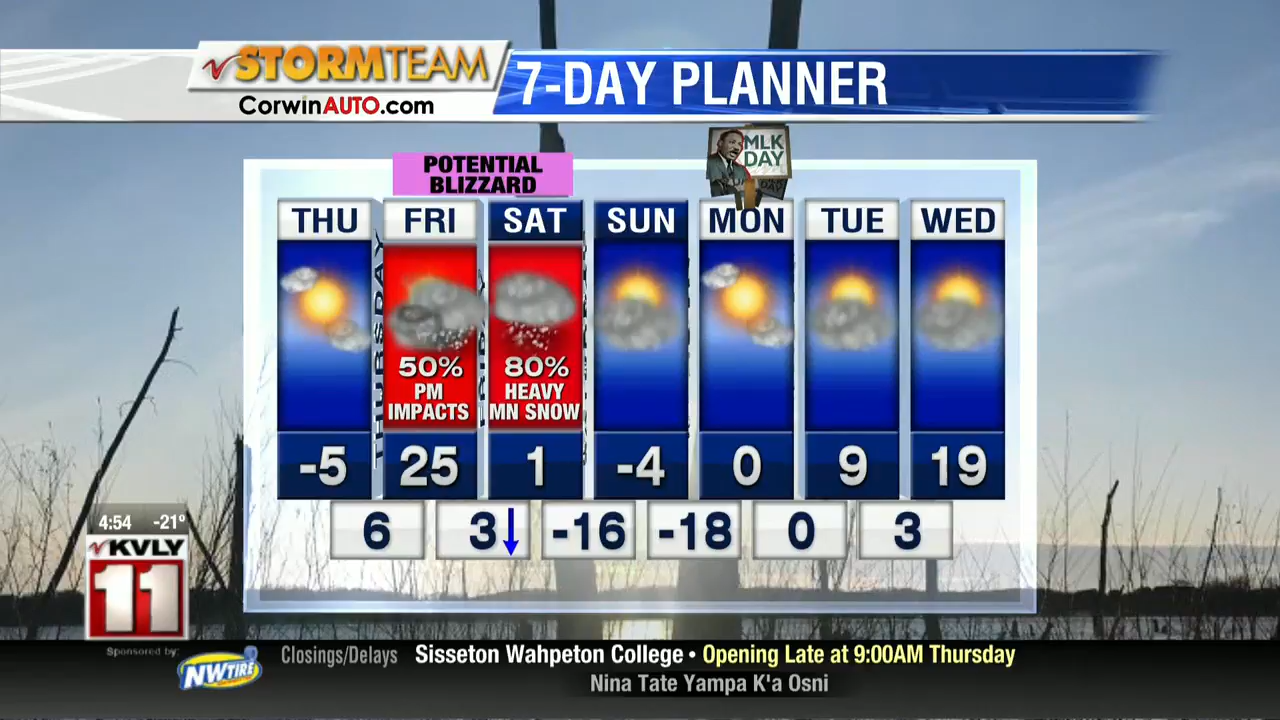 STORMTEAM
CorwinAUTO.com
7-DAY PLANNER
MLK
DAY
POTENTIAL
BLIZZARD
THU FRI SAT SUN MON TUE WED
THURSDAY
50% 80%
PM HEAVY
IMPACTS MN SNOW
-5 25 1 -4 0 9 19
6 3 -16 -18 0 3
4:54 -21°
KVLY
11
Sponsored by:
NWTIRE
Closings/Delays Sisseton Wahpeton College • Opening Late at 9:00AM Thursday
Nina Tate Yampa K'a Osni